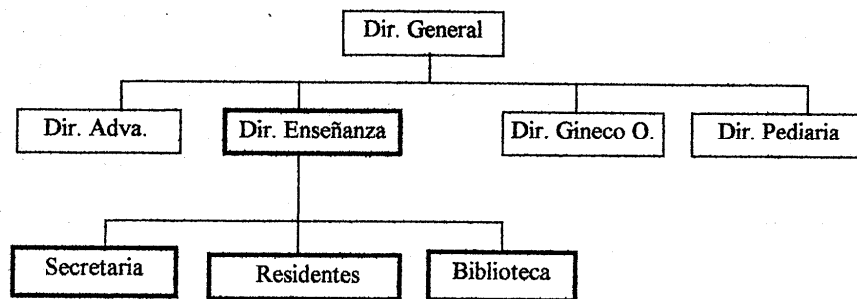 Dir. General
Dir. Adva.
Dir. Enseñanza
Dir. Gineco O.
Dir. Pediaria
Secretaria
Residentes
Biblioteca